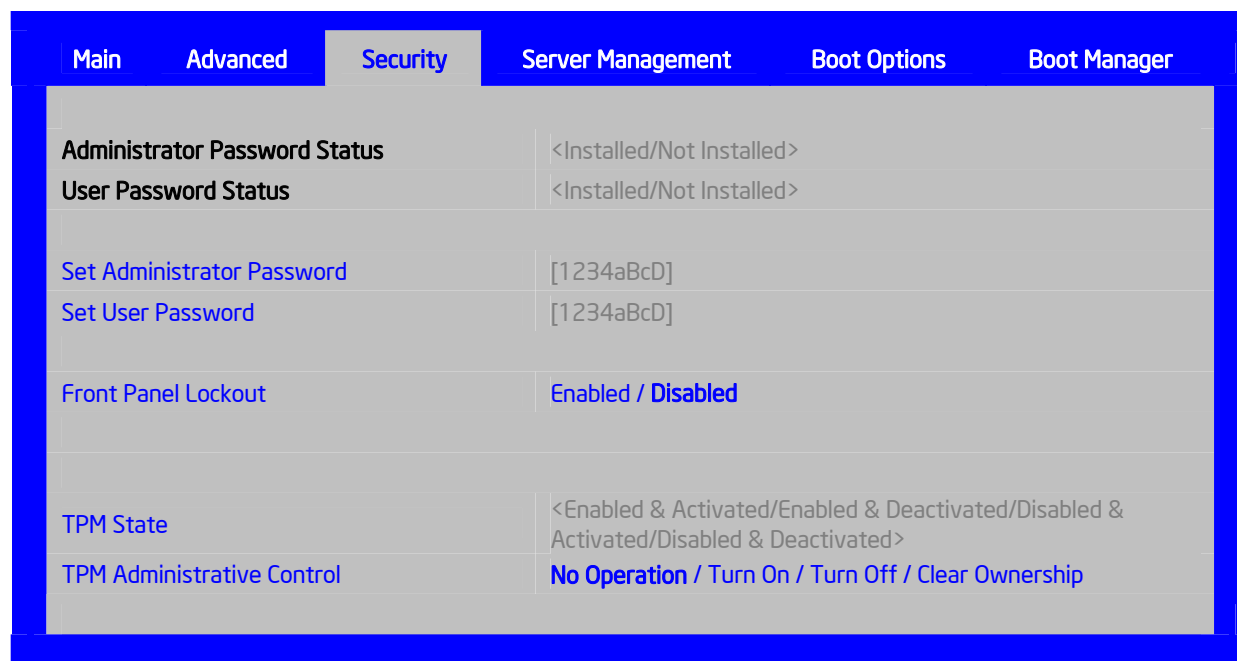 Main Advanced Security Server Management Boot Options Boot Manager
Administrator Password Status <Installed/Not Installed>
User Password Status <Installed/Not Installed>
Set Administrator Password [1234aBcD]
Set User Password [1234aBcD]
Front Panel Lockout Enabled / Disabled
TPM State <Enabled & Activated/Enabled & Deactivated/Disabled &
Activated/Disabled & Deactivated>
TPM Administrative Control No Operation / Turn On / Turn Off / Clear Ownership